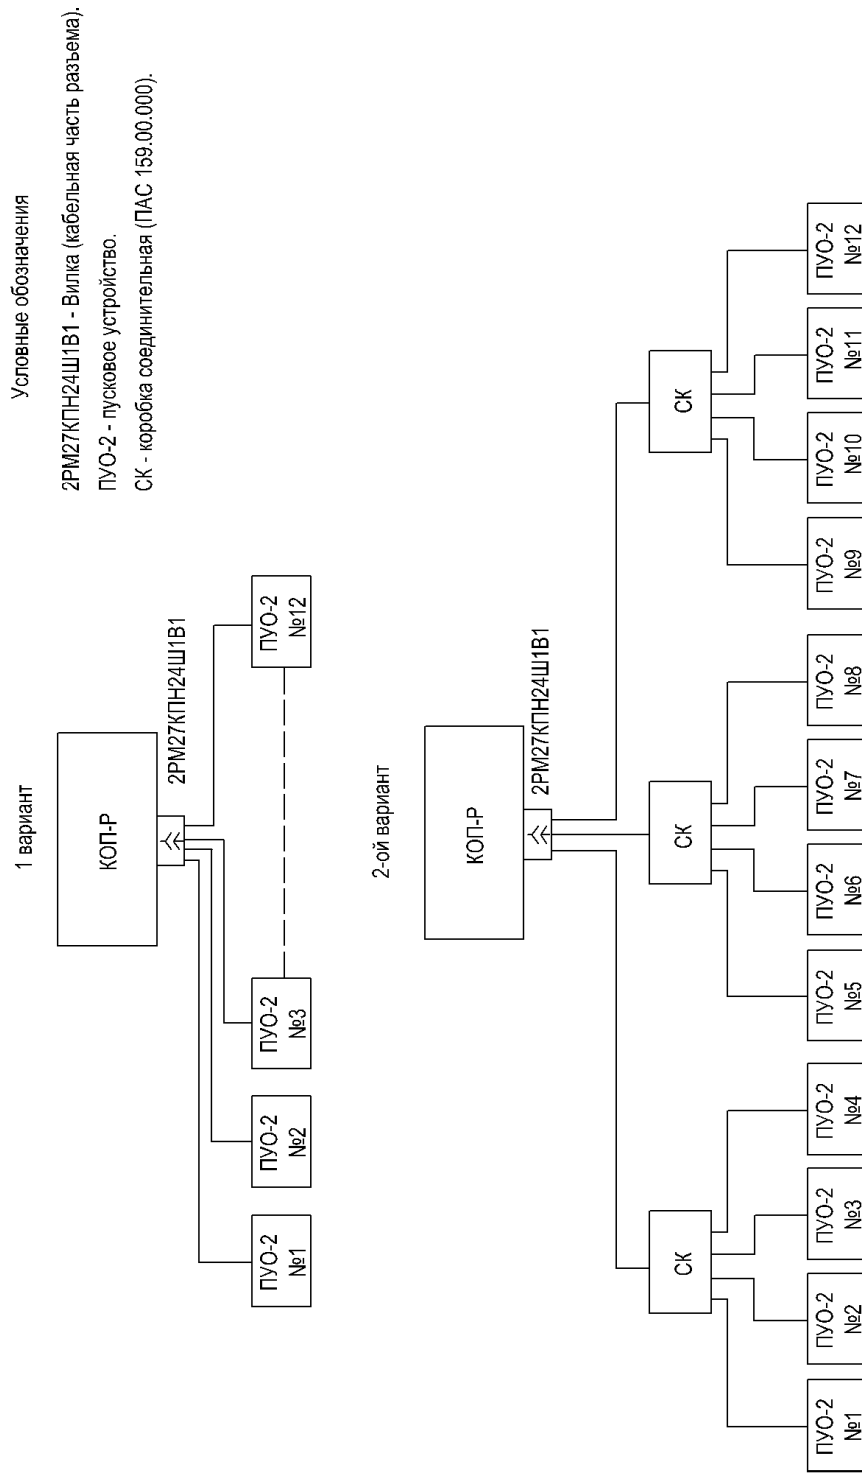 Условные обозначения
2РМ27КПН24Ш1В1 - Вилка (кабельная часть разъема).
ПУО-2 - пусковое устройство.
СК - коробка соединительная (ПАС 159.00.000).
1 вариант
КОП-Р
2РМ27КПН24Ш1В1
ПУО-2
№1
ПУО-2
№2
ПУО-2
№3
ПУО-2
№12
2-ой вариант
КОП-Р
2РМ27КПН24Ш1В1
СК
СК
СК
ПУО-2
№1
ПУО-2
№2
ПУО-2
№3
ПУО-2
№4
ПУО-2
№5
ПУО-2
№6
ПУО-2
№7
ПУО-2
№8
ПУО-2
№9
ПУО-2
№10
ПУО-2
№11
ПУО-2
№12